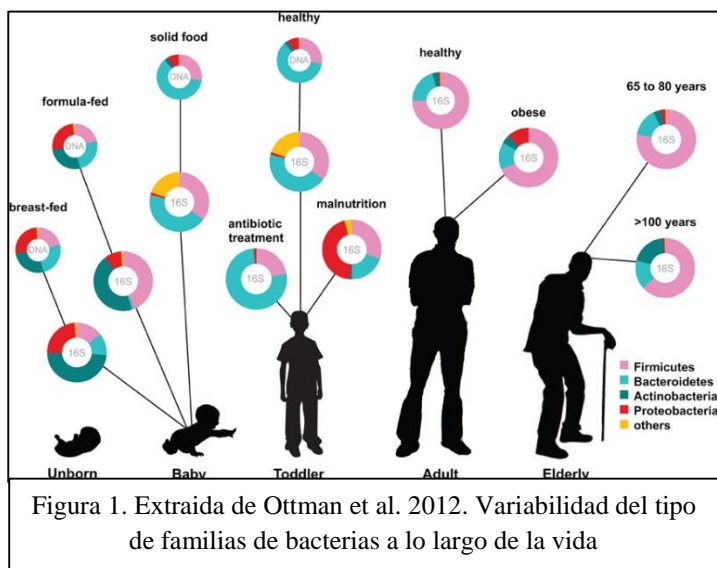 healthy
solid food
DNA
DNA
healthy
65 to 80 years
formula-fed
16S
obese
DNA
16S
16S
16S
16S
breast-fed
antibiotic
treatment
malnutrition
>100 years
DNA
16S
16S
16S
16S
16S
Firmicutes
Bacteroidetes
Actinobacteria
Proteobacteria
others
Unborn
Baby
Toddler
Adult
Elderly
Figura 1. Extraida de Ottman et al. 2012. Variabilidad del tipo
de familias de bacterias a lo largo de la vida